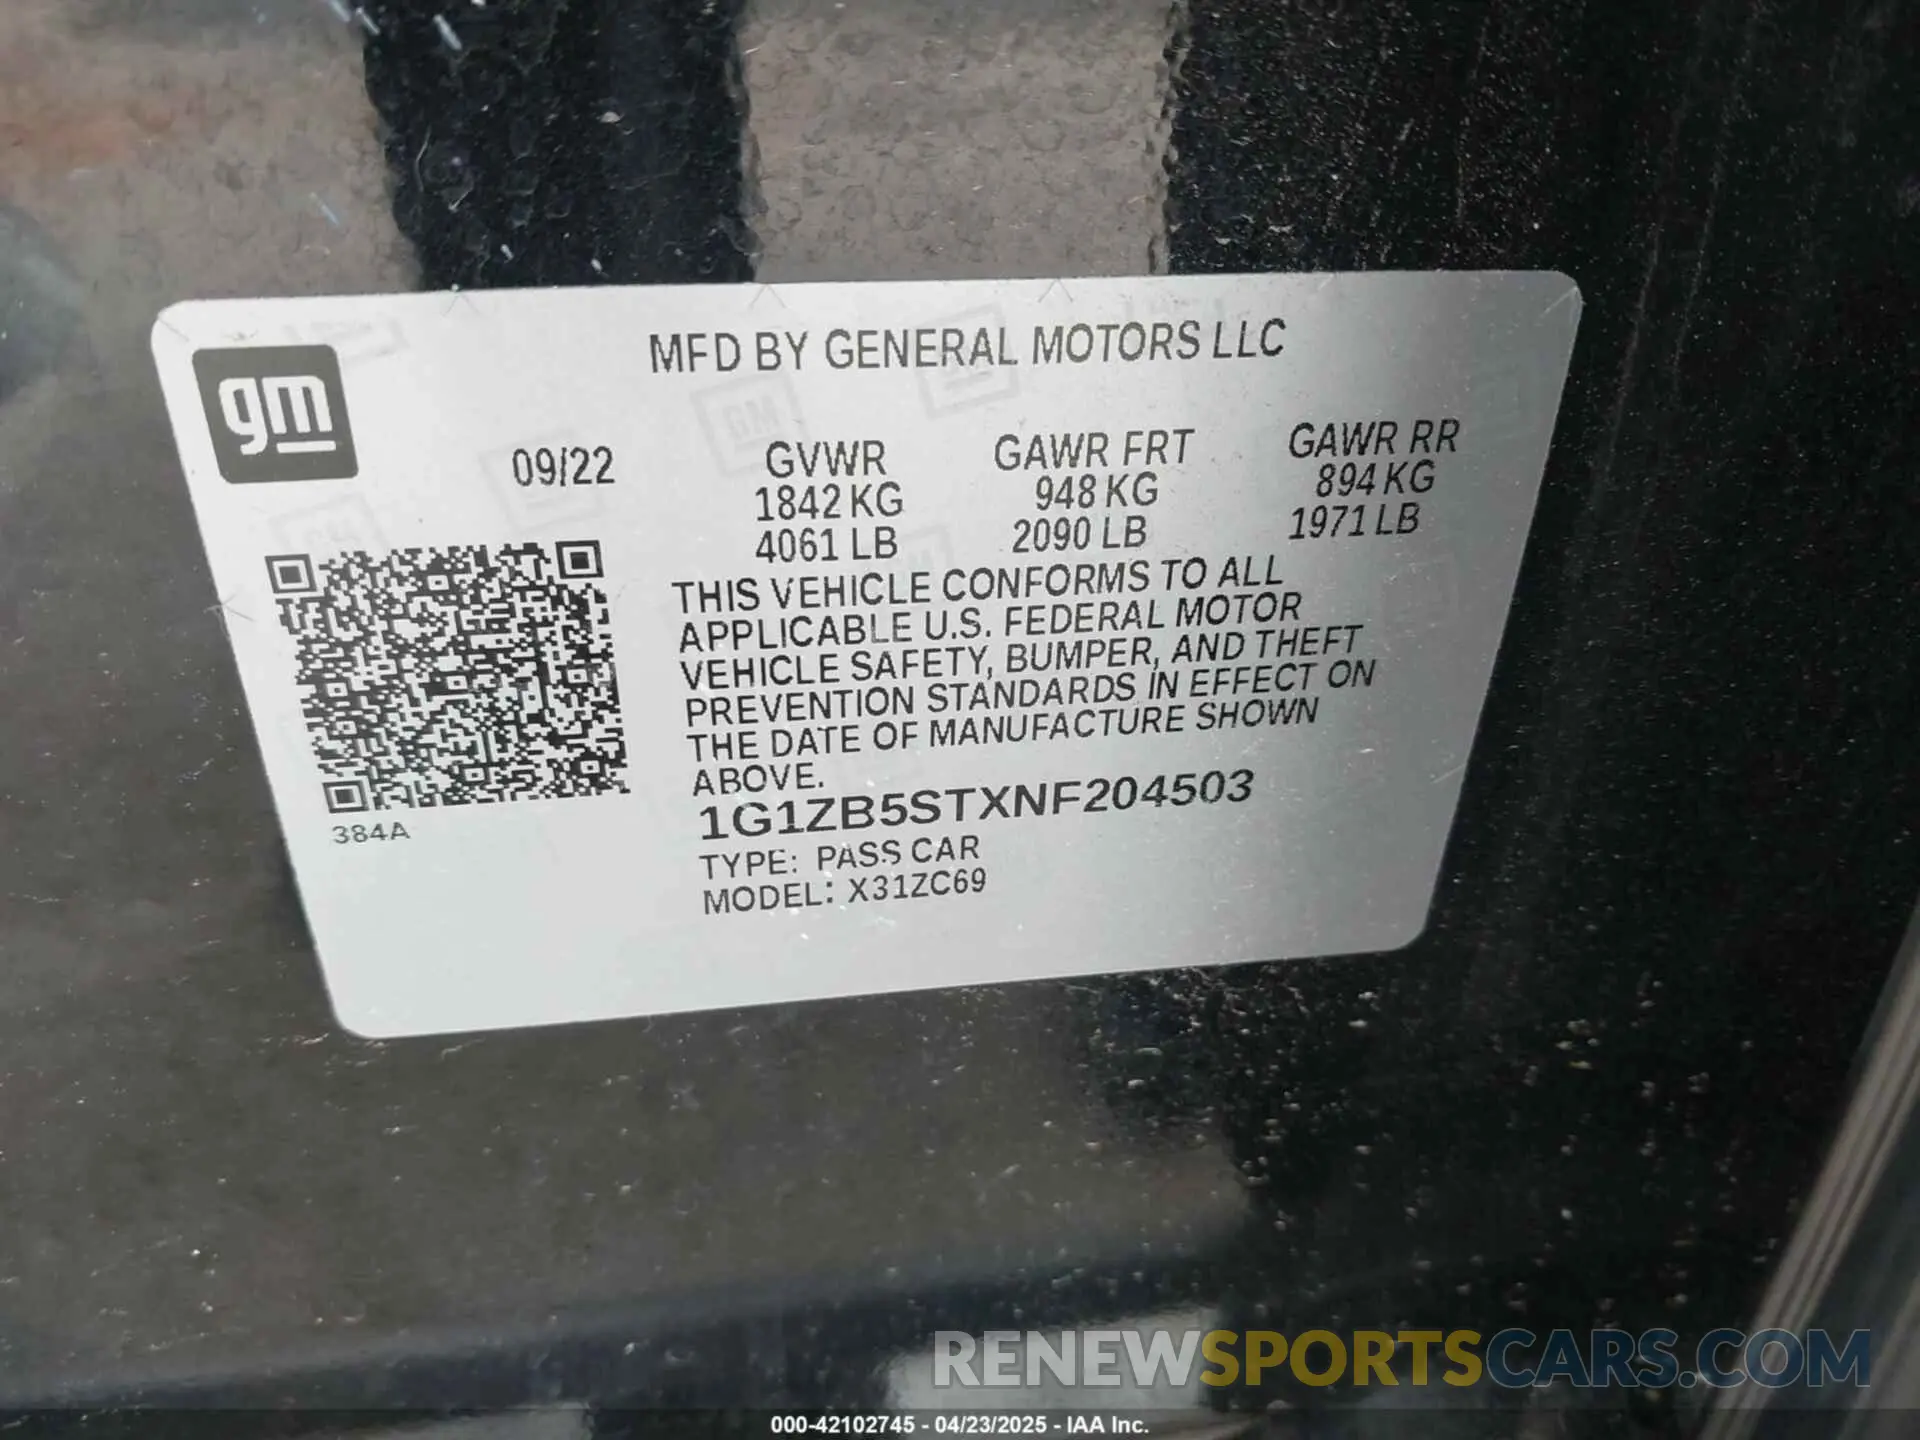 MFD BY GENERAL MOTORS LLC
gm
09/22
GVWR
1842 KG
4061 LB
GAWR FRT
948 KG
2090 LB
GAWR RR
894 KG
1971 LB
THIS VEHICLE CONFORMS TO ALL
APPLICABLE U.S. FEDERAL MOTOR
VEHICLE SAFETY, BUMPER, AND THEFT
PREVENTION STANDARDS IN EFFECT ON
THE DATE OF MANUFACTURE SHOWN
ABOVE.
1G1ZB5STXNF204503
TYPE: PASS CAR
MODEL: X31ZC69
384A
RENEWSPORTSCARS.COM
000-42102745 - 04/23/2025 - IAA Inc.